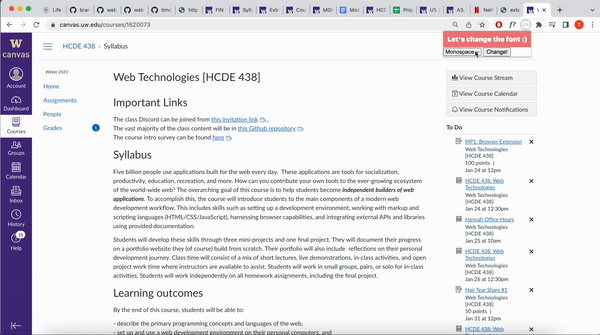 Life
bra
web
web
http
FIN
Syll
Extr
Cou
MG
Mod
HCI
Pro
U1.
A3.
Net
exte
W
canvas.uw.edu/courses/1620073
Let's change the font :)
Monospace
Change!
W
canvas
Account
Dashboard
Courses
Groups
Calendar
Inbox
History
10
Help
HCDE 438 › Syllabus
Winter 2023
Home
Assignments
People
Grades
1
Web Technologies [HCDE 438]
Important Links
The class Discord can be joined from this invitation link .
The vast majority of the class content will be in this Github repository .
The course intro survey can be found here .
Syllabus
Five billion people use applications built for the web every day. These applications are tools for socialization,
productivity, education, recreation, and more. How can you contribute your own tools to the ever-growing ecosystem
of the world-wide web? The overarching goal of this course is to help students become independent builders of web
applications. To accomplish this, the course will introduce students to the main components of a modern web
development workflow. This includes skills such as setting up a development environment, working with markup and
scripting languages (HTML/CSS/JavaScript), harnessing browser capabilities, and integrating external APIs and libraries
using provided documentation.
Students will develop these skills through three mini-projects and one final project. They will document their progress
on a portfolio website they (of course) build from scratch. Their portfolio will also include reflections on their personal
development journey. Class time will consist of a mix of short lectures, live demonstrations, in-class activities, and open
project work time where instructors are available to assist. Students will work in small groups, pairs, or solo for in-class
activities. Students will work independently on all homework assignments, including the final project.
Learning outcomes
By the end of this course, students will be able to:
- describe the primary programming concepts and languages of the web,
- set up and use a web development environment on their personal computers, and
View Course Stream
View Course Calendar
View Course Notifications
To Do
MP1: Browser Extension
Web Technologies
[HCDE 438]
100 points |
Jan 24 at 12pm
HCDE 438: Web
Technologies
Web Technologies
[HCDE 438]
Jan 24 at 12:30pm
Hannah Office Hours
Jan 25 at 10am
HCDE 438: Web
Technologies
Web Technologies
[HCDE 438]
Jan 26 at 12:30pm
Hair Tear Share #1
Web Technologies
[HCDE 438]
50 points |
Jan 31 at 12pm
HCDE 438: Web